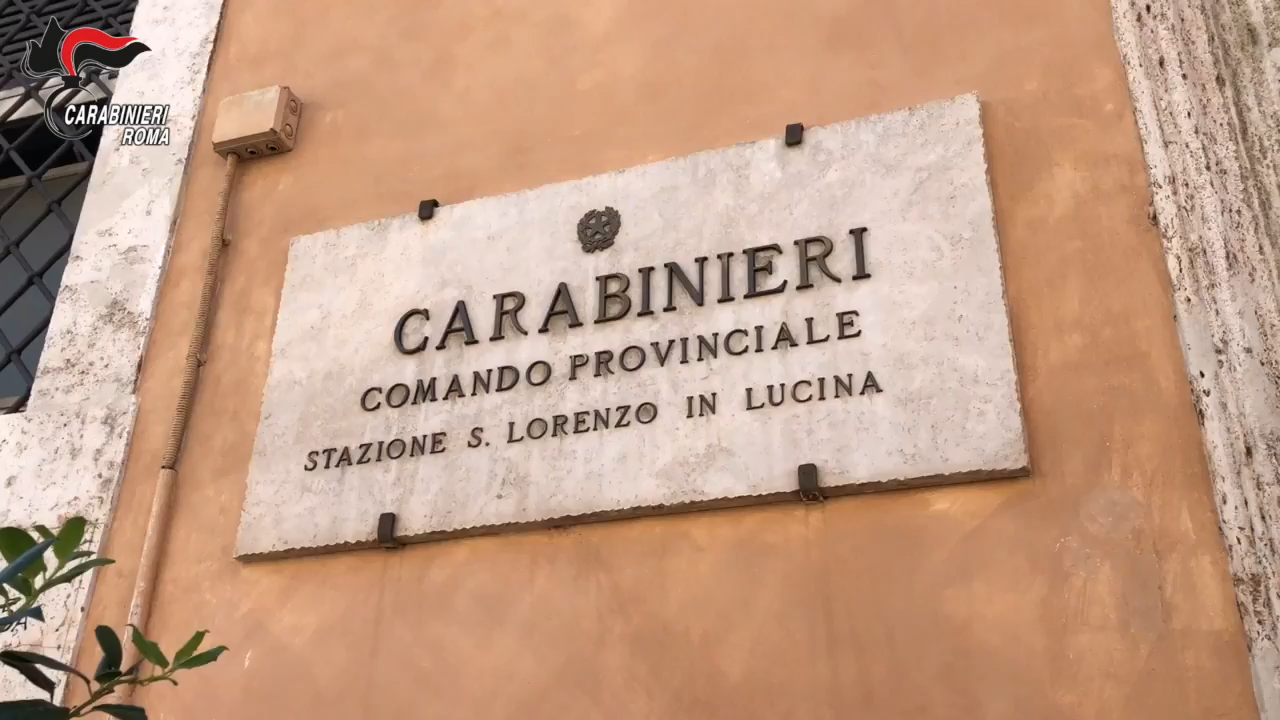 CARABINIERI
ROMA
CARABINIERI
COMANDO PROVINCIALE
STAZIONE S. LORENZO IN LUCINA